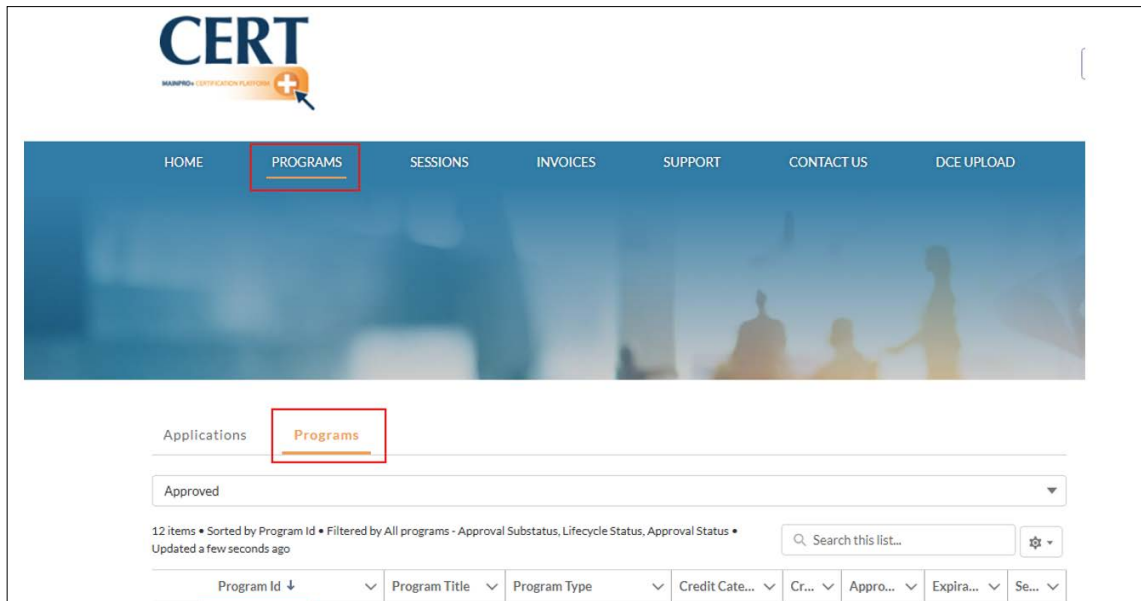 CERT
MAINPRO+ CERTIFICATION PLATFORM
HOME PROGRAMS SESSIONS INVOICES SUPPORT CONTACT US DCE UPLOAD
Applications Programs
Approved
12 items • Sorted by Program Id • Filtered by All programs - Approval Substatus, Lifecycle Status, Approval Status •
Updated a few seconds ago
Search this list...
Program Id Program Title Program Type Credit Cate... Cr... Appro... Expira... Se...